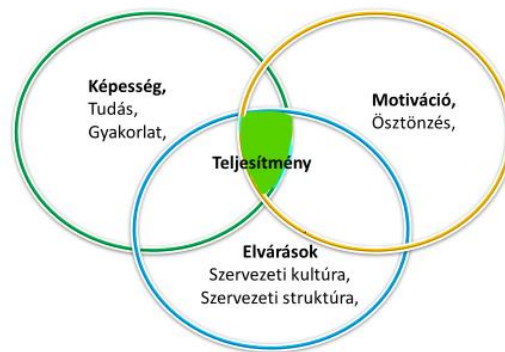 Képesség,
Tudás,
Gyakorlat,
Motiváció,
Ösztönzés,
Teljesítmény
Elvárások
Szervezeti kultúra,
Szervezeti struktúra,